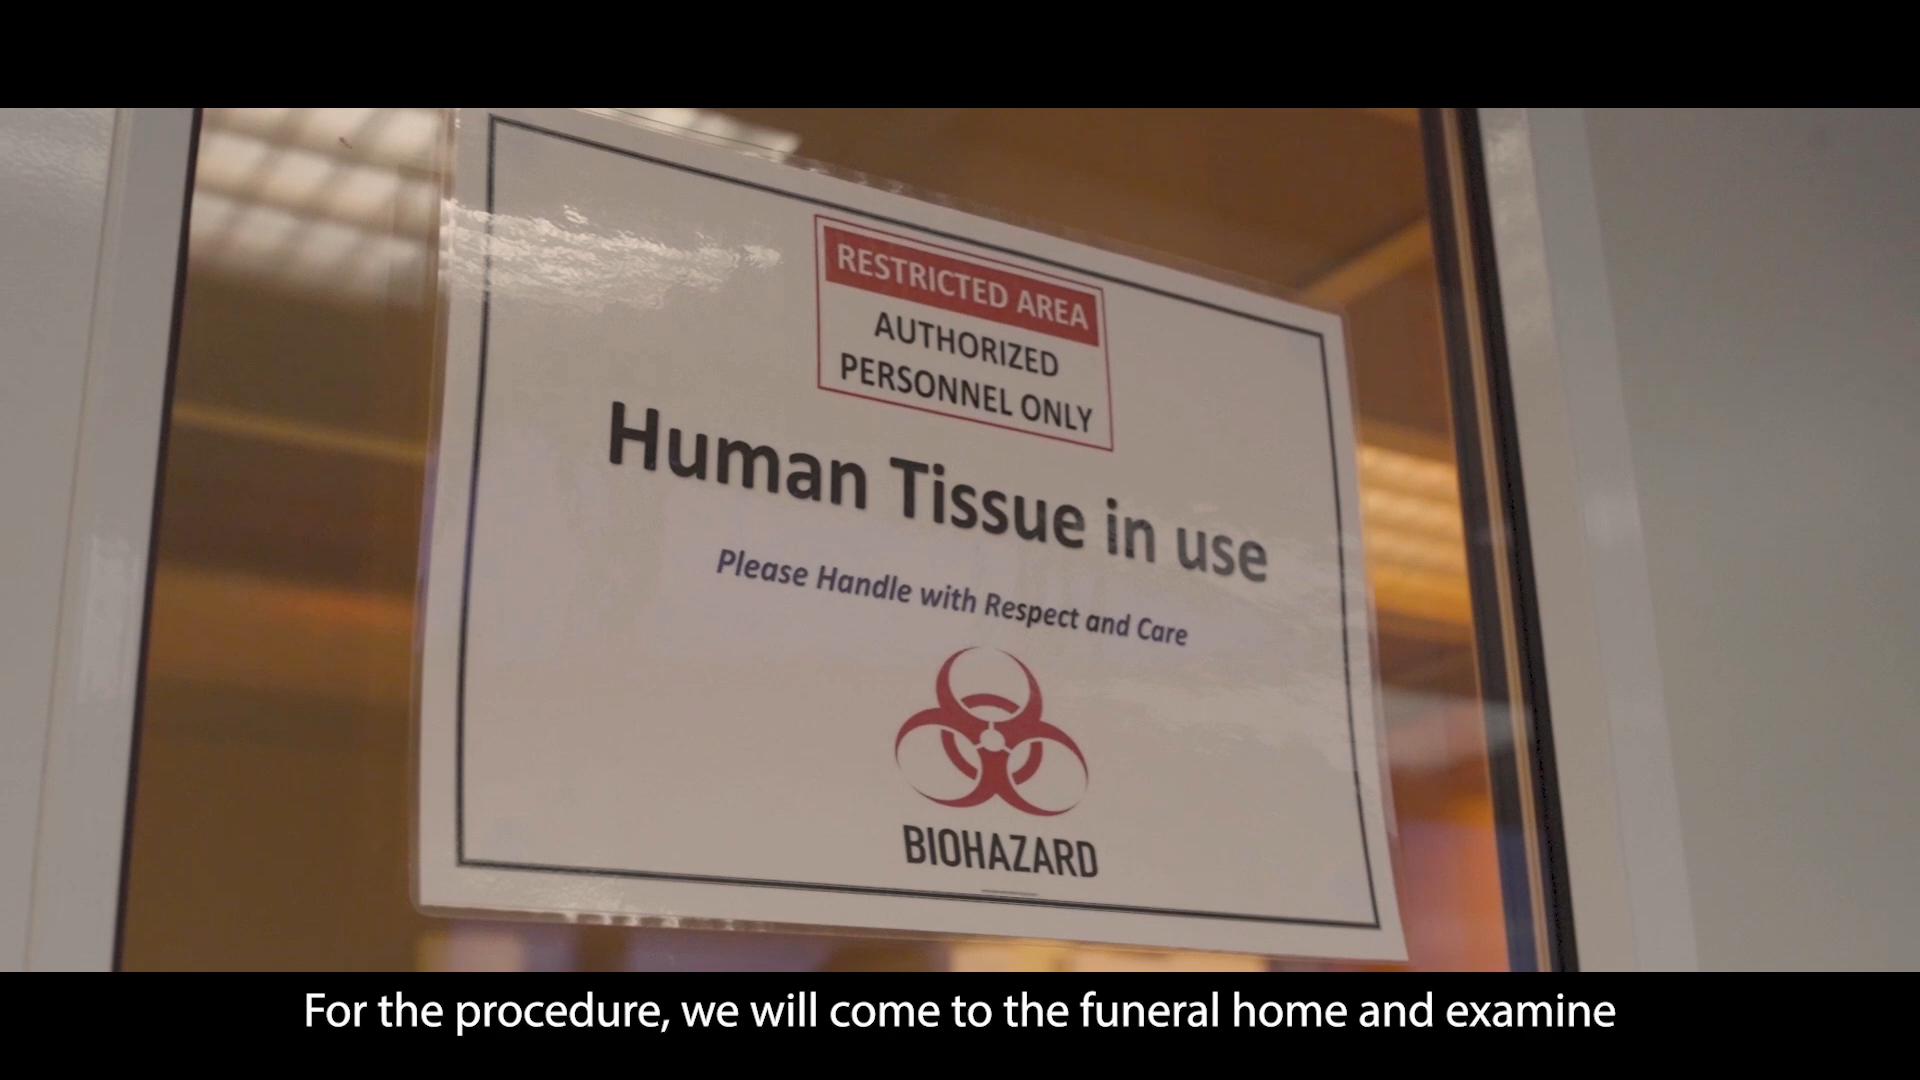 RESTRICTED AREA
AUTHORIZED
PERSONNEL ONLY
Human Tissue in use
Please Handle with Respect and Care
BIOHAZARD
For the procedure, we will come to the funeral home and examine